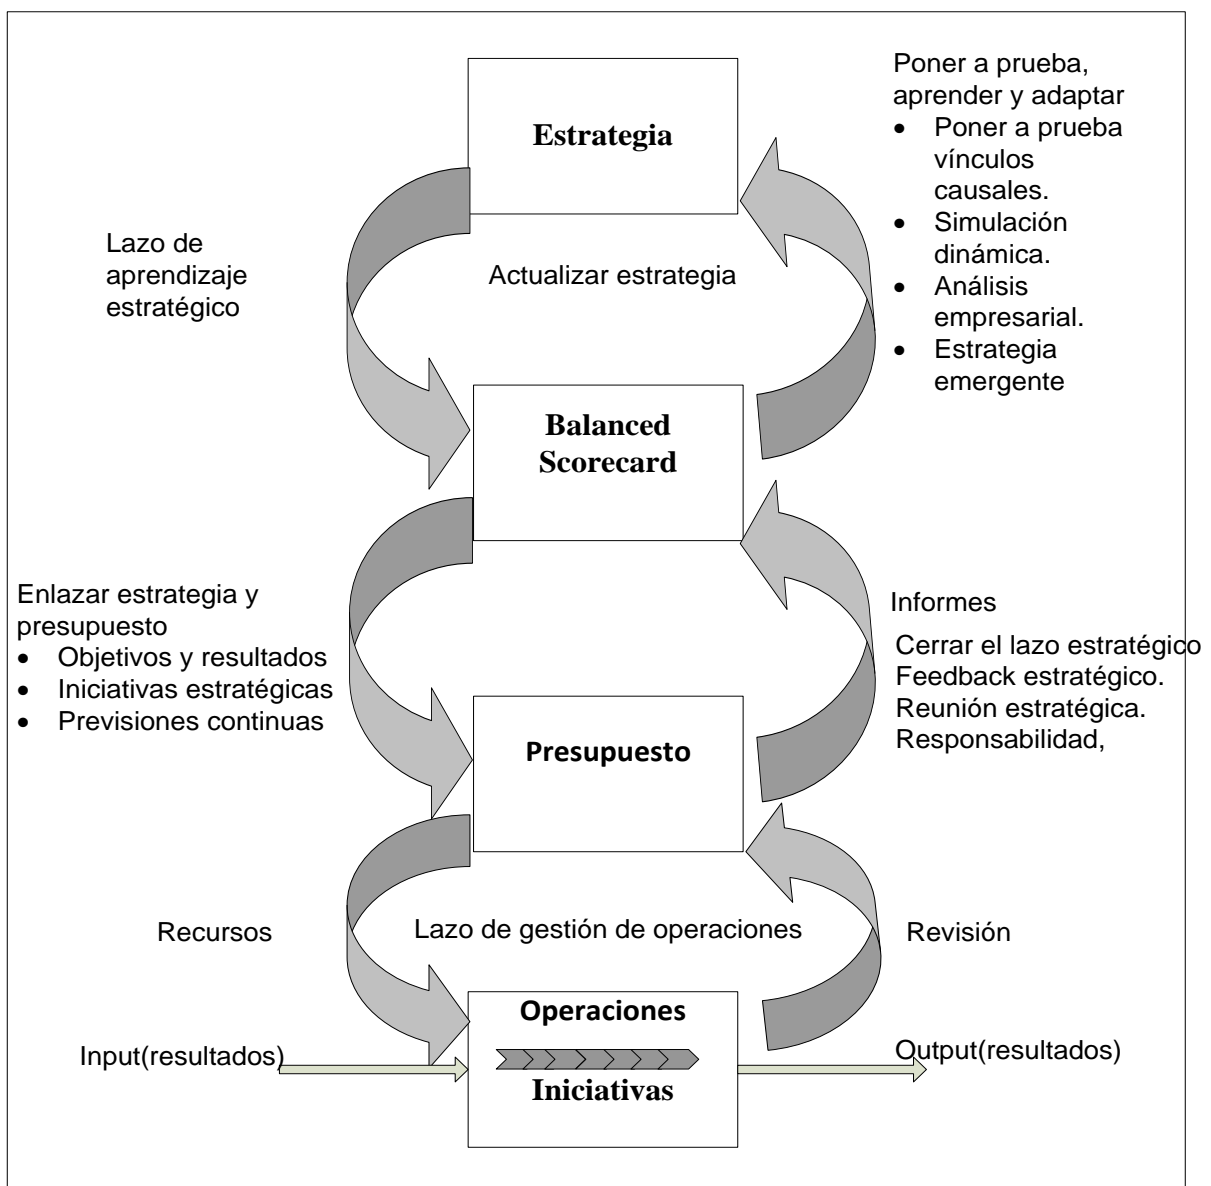 Estrategia
Poner a prueba,
aprender y adaptar
• Poner a prueba
vínculos
causales.
• Simulación
dinámica.
• Análisis
empresarial.
• Estrategia
emergente
Lazo de
aprendizaje
estratégico
Actualizar estrategia
Balanced
Scorecard
Enlazar estrategia y
presupuesto
• Objetivos y resultados
• Iniciativas estratégicas
• Previsiones continuas
Informes
Cerrar el lazo estratégico
Feedback estratégico.
Reunión estratégica.
Responsabilidad,
Presupuesto
Recursos
Lazo de gestión de operaciones
Revisión
Operaciones
Input(resultados)
Output(resultados)
Iniciativas